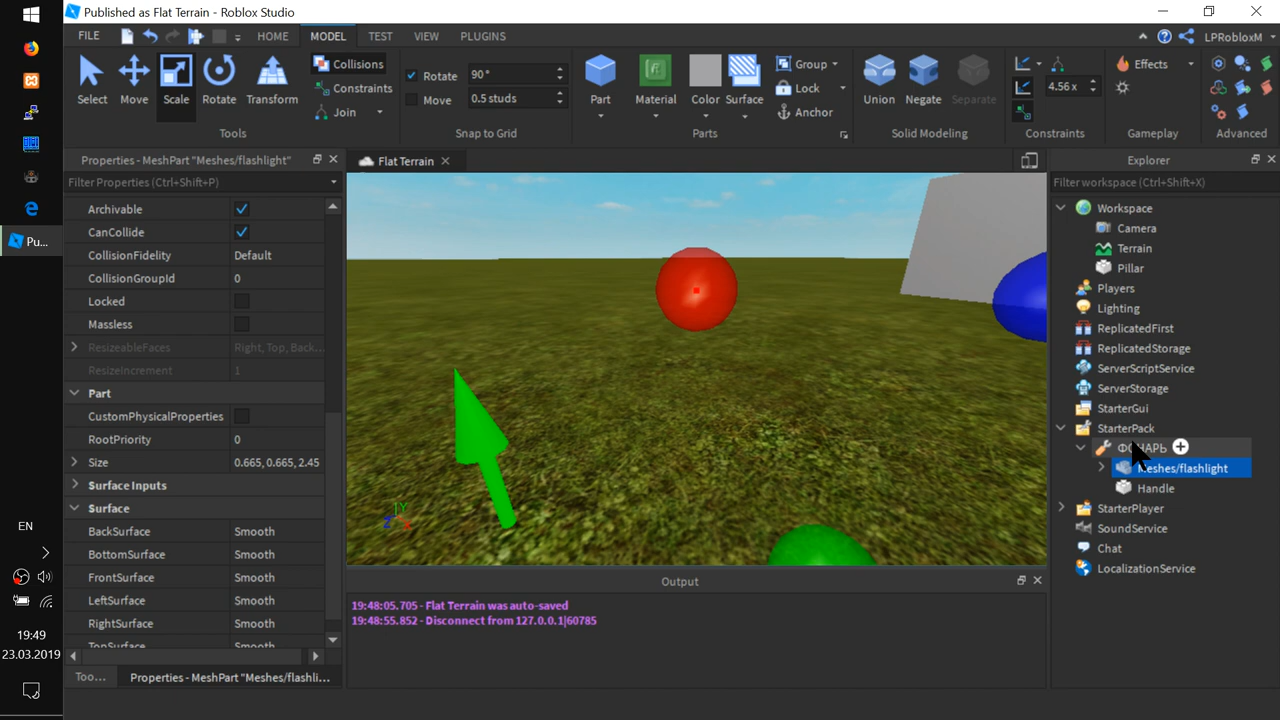 Published as Flat Terrain - Roblox Studio
FILE HOME MODEL TEST VIEW PLUGINS LPRobloxM
Select Move Scale Rotate Transform
Collisions
Constraints
Join
Tools
Rotate 90°
Move 0.5 studs
Snap to Grid
Part Material Color Surface
Group
Lock
Anchor
Parts
Union Negate Separate
Solid Modeling
4.56 x
Constraints
Effects
Gameplay
Advanced
Properties - MeshPart "Meshes/flashlight"
Filter Properties (Ctrl+Shift+P)
Archivable
CanCollide
CollisionFidelity Default
CollisionGroupId 0
Locked
Massless
ResizeableFaces Right, Top, Back...
ResizeIncrement 1
Part
CustomPhysicalProperties
RootPriority 0
Size 0.665, 0.665, 2.45
Surface Inputs
Surface
BackSurface Smooth
BottomSurface Smooth
FrontSurface Smooth
LeftSurface Smooth
RightSurface Smooth
TopSurface Smooth
Too... Properties - MeshPart "Meshes/flashli...
Flat Terrain
Y
Z
Output
19:48:05.705 - Flat Terrain was auto-saved
19:48:55.852 - Disconnect from 127.0.0.1|60785
Explorer
Filter workspace (Ctrl+Shift+X)
Workspace
Camera
Terrain
Pillar
Players
Lighting
ReplicatedFirst
ReplicatedStorage
ServerScriptService
ServerStorage
StarterGui
StarterPack
ФОНАРЬ
Meshes/flashlight
Handle
StarterPlayer
SoundService
Chat
LocalizationService
Pu...
EN
19:49
23.03.2019